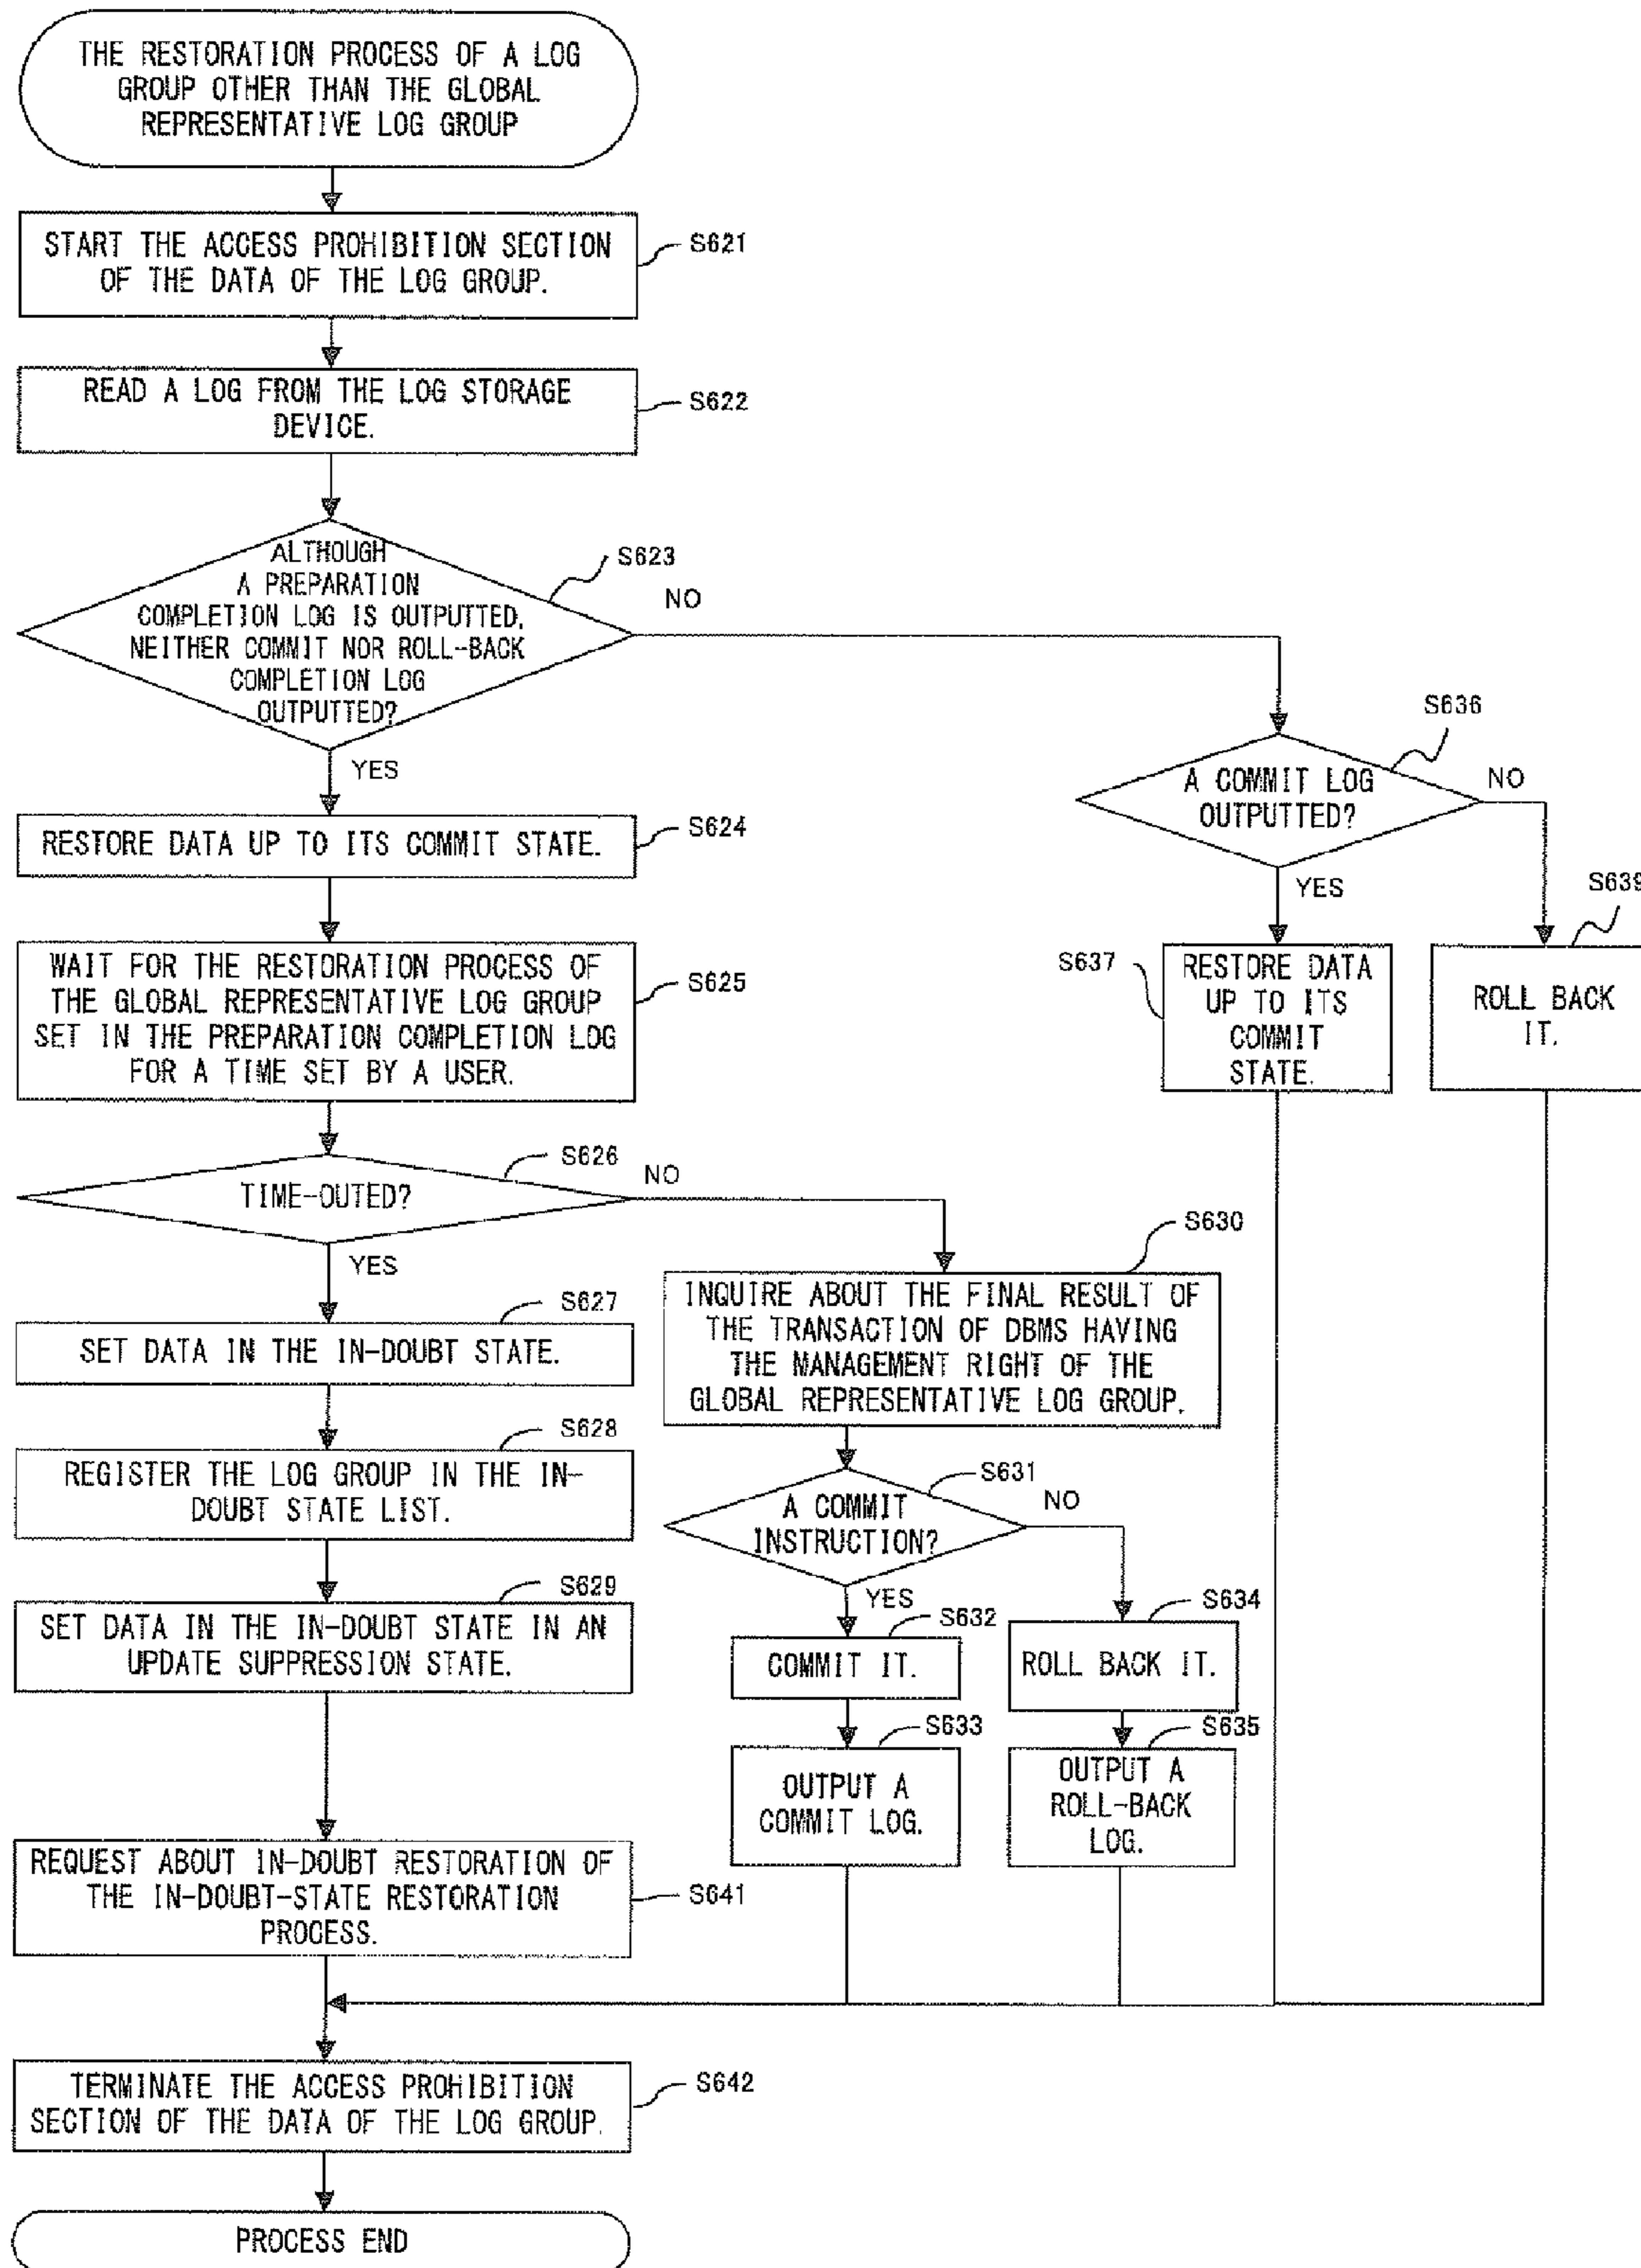 THE RESTORATION PROCESS OF A LOG
GROUP OTHER THAN THE GLOBAL
REPRESENTATIVE LOG GROUP
START THE ACCESS PROHIBITION SECTION
OF THE DATA OF THE LOG GROUP.
S621
READ A LOG FROM THE LOG STORAGE
DEVICE.
S622
ALTHOUGH
A PREPARATION
COMPLETION LOG IS OUTPUTTED,
NEITHER COMMIT NOR ROLL-BACK
COMPLETION LOG
OUTPUTTED?
S623
NO
YES
S636
A COMMIT LOG
OUTPUTTED?
NO
YES
RESTORE DATA UP TO ITS COMMIT STATE.
S624
S639
WAIT FOR THE RESTORATION PROCESS OF
THE GLOBAL REPRESENTATIVE LOG GROUP
SET IN THE PREPARATION COMPLETION LOG
FOR A TIME SET BY A USER.
S625
S637
RESTORE DATA
UP TO ITS
COMMIT
STATE.
ROLL BACK
IT.
S626
TIME-OUTED?
NO
YES
S630
INQUIRE ABOUT THE FINAL RESULT OF
THE TRANSACTION OF DBMS HAVING
THE MANAGEMENT RIGHT OF THE
GLOBAL REPRESENTATIVE LOG GROUP.
S627
SET DATA IN THE IN-DOUBT STATE.
S628
REGISTER THE LOG GROUP IN THE IN-
DOUBT STATE LIST.
S631
A COMMIT
INSTRUCTION?
NO
YES
S629
SET DATA IN THE IN-DOUBT STATE IN AN
UPDATE SUPPRESSION STATE.
S632
COMMIT IT.
S634
ROLL BACK IT.
S633
OUTPUT A
COMMIT LOG.
S635
OUTPUT A
ROLL-BACK
LOG.
REQUEST ABOUT IN-DOUBT RESTORATION OF
THE IN-DOUBT-STATE RESTORATION
PROCESS.
S641
TERMINATE THE ACCESS PROHIBITION
SECTION OF THE DATA OF THE LOG GROUP.
S642
PROCESS END